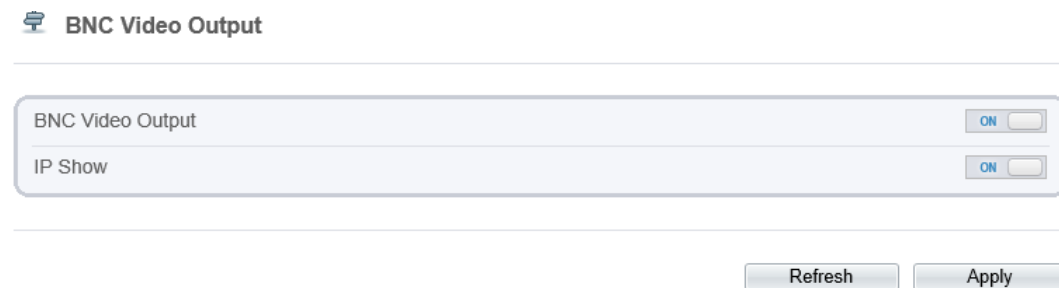 BNC Video Output
BNC Video Output ON
IP Show ON
Refresh Apply